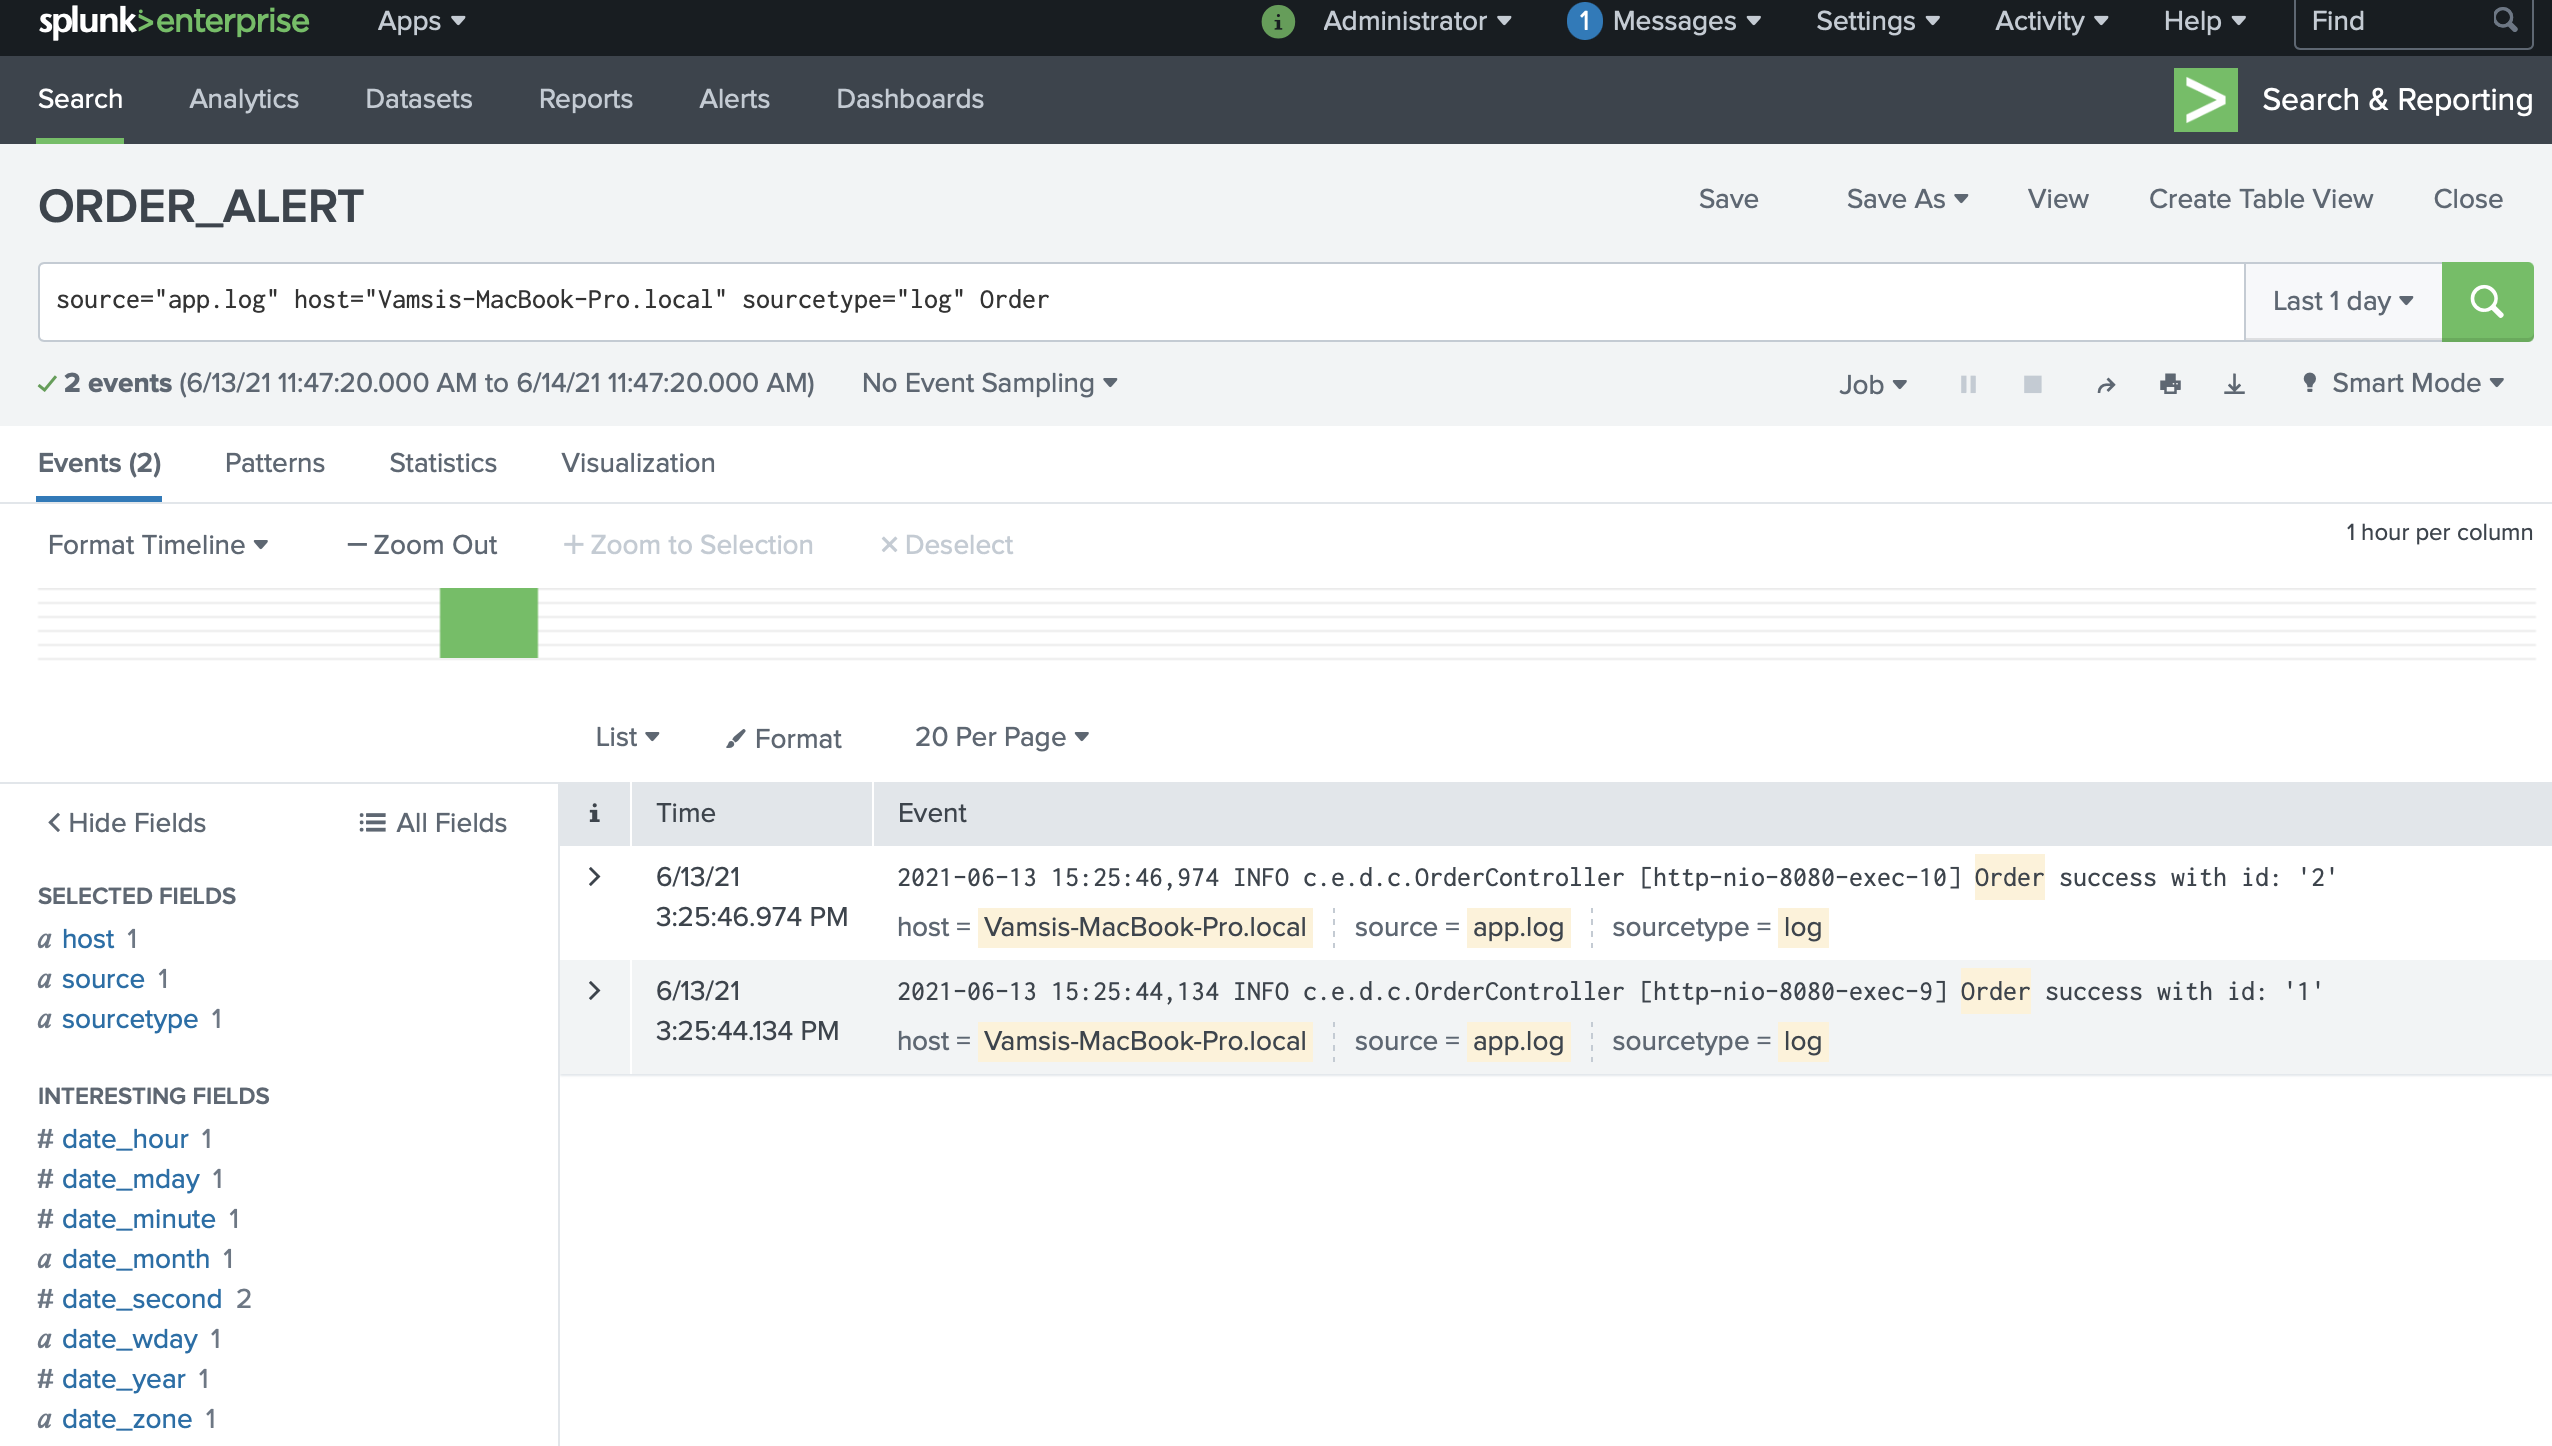 splunk>enterprise Apps Administrator 1 Messages Settings Activity Help Find
Search Analytics Datasets Reports Alerts Dashboards Search & Reporting
ORDER_ALERT Save Save As View Create Table View Close
source="app.log" host="Vamsis-MacBook-Pro.local" sourcetype="log" Order Last 1 day
2 events (6/13/21 11:47:20.000 AM to 6/14/21 11:47:20.000 AM) No Event Sampling Job Smart Mode
Events (2) Patterns Statistics Visualization
Format Timeline — Zoom Out + Zoom to Selection × Deselect 1 hour per column
List Format 20 Per Page
< Hide Fields All Fields
SELECTED FIELDS
a host 1
a source 1
a sourcetype 1
INTERESTING FIELDS
# date_hour 1
# date_mday 1
# date_minute 1
a date_month 1
# date_second 2
a date_wday 1
# date_year 1
a date_zone 1
i Time Event
> 6/13/21 2021-06-13 15:25:46,974 INFO c.e.d.c.OrderController [http-nio-8080-exec-10] Order success with id: '2'
3:25:46.974 PM host = Vamsis-MacBook-Pro.local source = app.log sourcetype = log
> 6/13/21 2021-06-13 15:25:44,134 INFO c.e.d.c.OrderController [http-nio-8080-exec-9] Order success with id: '1'
3:25:44.134 PM host = Vamsis-MacBook-Pro.local source = app.log sourcetype = log